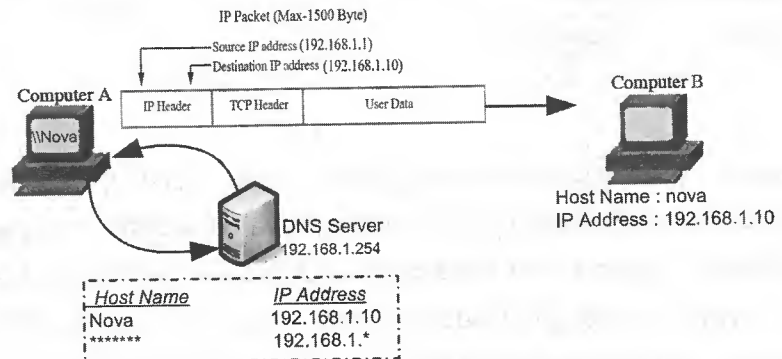 IP Packet (Max-1500 Byte)
Source IP address (192.168.1.1)
Destination IP address (192.168.1.10)
Computer A
IP Header TCP Header User Data
Computer B
\\Nova
Host Name : nova
IP Address : 192.168.1.10
DNS Server
192.168.1.254
Host Name IP Address
Nova 192.168.1.10
******* 192.168.1.*